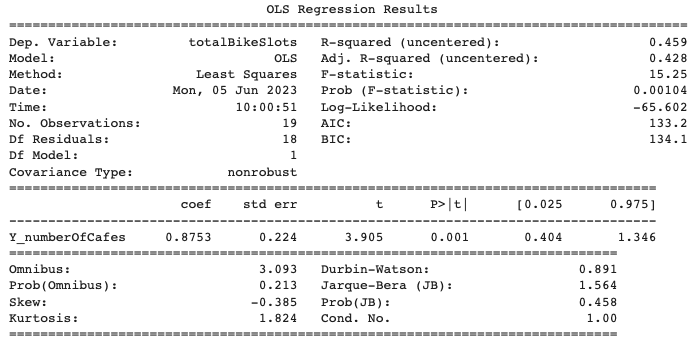 OLS Regression Results
==============================================================================
Dep. Variable: totalBikeSlots R-squared (uncentered): 0.459
Model: OLS Adj. R-squared (uncentered): 0.428
Method: Least Squares F-statistic: 15.25
Date: Mon, 05 Jun 2023 Prob (F-statistic): 0.00104
Time: 10:00:51 Log-Likelihood: -65.602
No. Observations: 19 AIC: 133.2
Df Residuals: 18 BIC: 134.1
Df Model: 1
Covariance Type: nonrobust
==============================================================================
coef std err t P>|t| [0.025 0.975]
------------------------------------------------------------------------------
Y_numberOfCafes 0.8753 0.224 3.905 0.001 0.404 1.346
==============================================================================
Omnibus: 3.093 Durbin-Watson: 0.891
Prob(Omnibus): 0.213 Jarque-Bera (JB): 1.564
Skew: -0.385 Prob(JB): 0.458
Kurtosis: 1.824 Cond. No. 1.00
==============================================================================